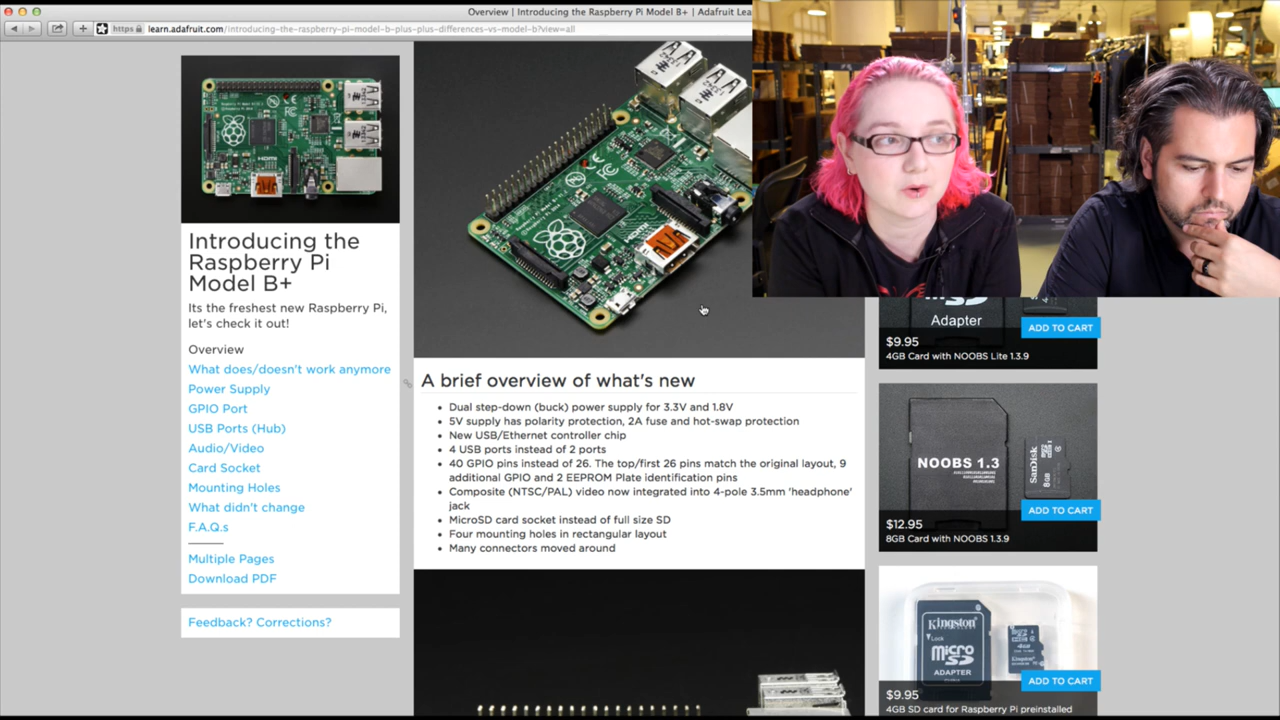 Overview | Introducing the Raspberry Pi Model B+ | Adafruit Lea
https
learn.adafruit.com/introducing-the-raspberry-pi-model-b-plus-plus-differences-vs-model-b?view=all
HDMI
Introducing the
Raspberry Pi
Model B+
Its the freshest new Raspberry Pi,
let's check it out!
Overview
What does/doesn't work anymore
Power Supply
GPIO Port
USB Ports (Hub)
Audio/Video
Card Socket
Mounting Holes
What didn't change
F.A.Q.s
Multiple Pages
Download PDF
Feedback? Corrections?
A brief overview of what's new
• Dual step-down (buck) power supply for 3.3V and 1.8V
• 5V supply has polarity protection, 2A fuse and hot-swap protection
• New USB/Ethernet controller chip
• 4 USB ports instead of 2 ports
• 40 GPIO pins instead of 26. The top/first 26 pins match the original layout, 9
additional GPIO and 2 EEPROM Plate identification pins
• Composite (NTSC/PAL) video now integrated into 4-pole 3.5mm 'headphone'
jack
• MicroSD card socket instead of full size SD
• Four mounting holes in rectangular layout
• Many connectors moved around
Adapter
ADD TO CART
$9.95
4GB Card with NOOBS Lite 1.3.9
NOOBS 1.3
SanDisk
8GB
ADD TO CART
$12.95
8GB Card with NOOBS 1.3.9
Kingston
Lock
micro
SD
ADAPTER
ADD TO CART
$9.95
4GB SD card for Raspberry Pi preinstalled